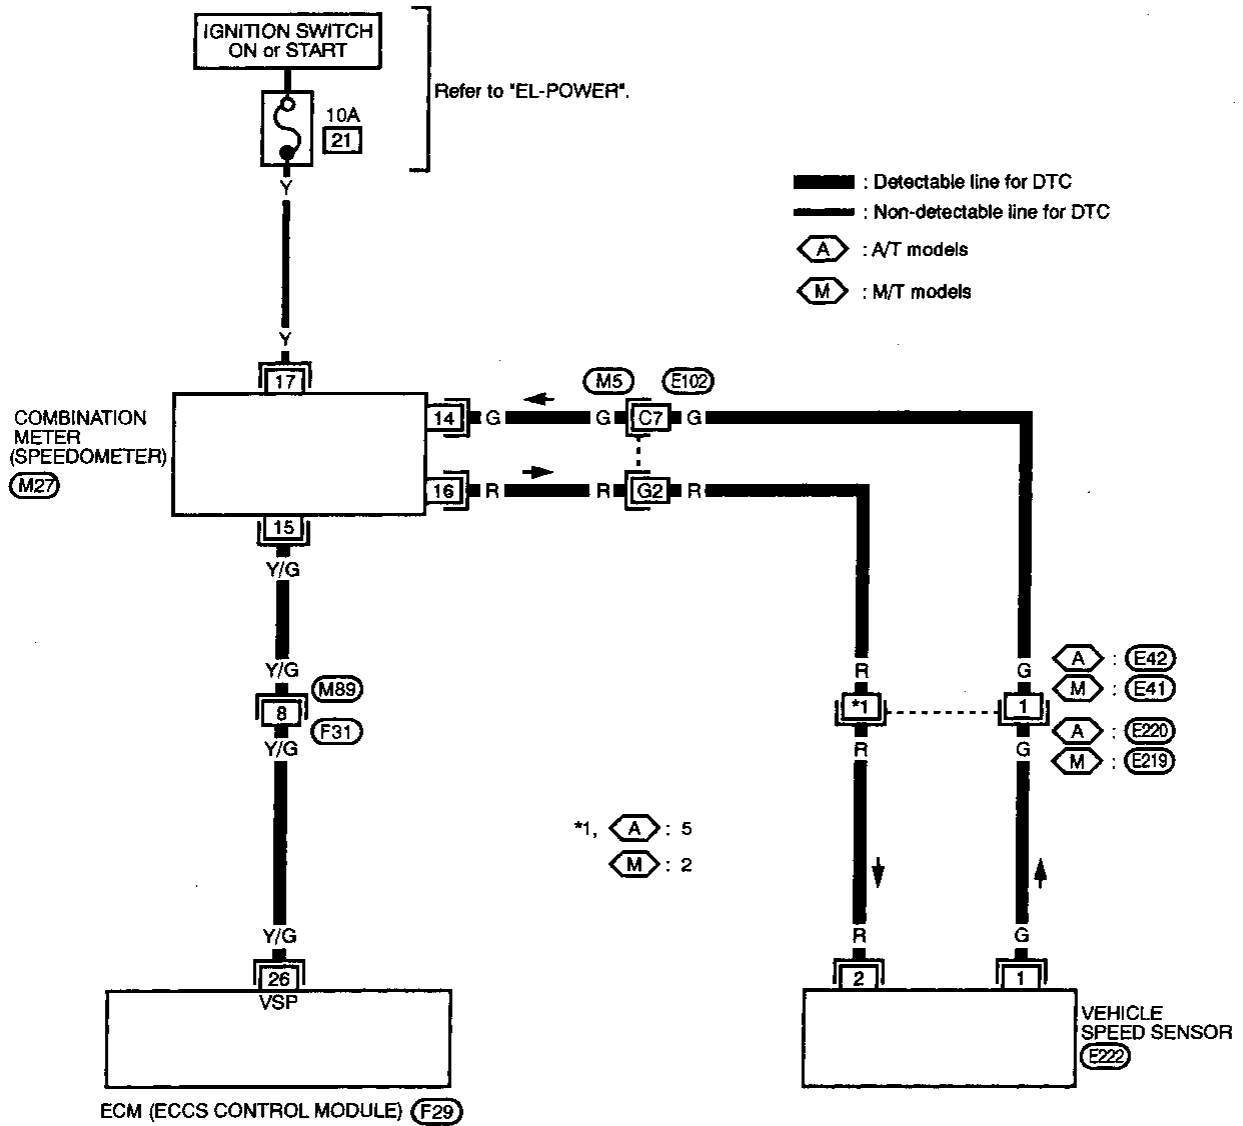 IGNITION SWITCH
ON or START
Refer to "EL-POWER".
10A
21
Y
: Detectable line for DTC
: Non-detectable line for DTC
A : A/T models
M : M/T models
Y
17
M5 E102
COMBINATION
METER
(SPEEDOMETER)
M27
14 G G C7 G
16 R R G2 R
15
Y/G
Y/G
M89
8
F31
Y/G
R G
A : E42
M : E41
*1 1
A : E220
M : E219
R G
*1, A : 5
M : 2
Y/G
R G
26
VSP
2 1
VEHICLE
SPEED SENSOR
E222
ECM (ECCS CONTROL MODULE) F29